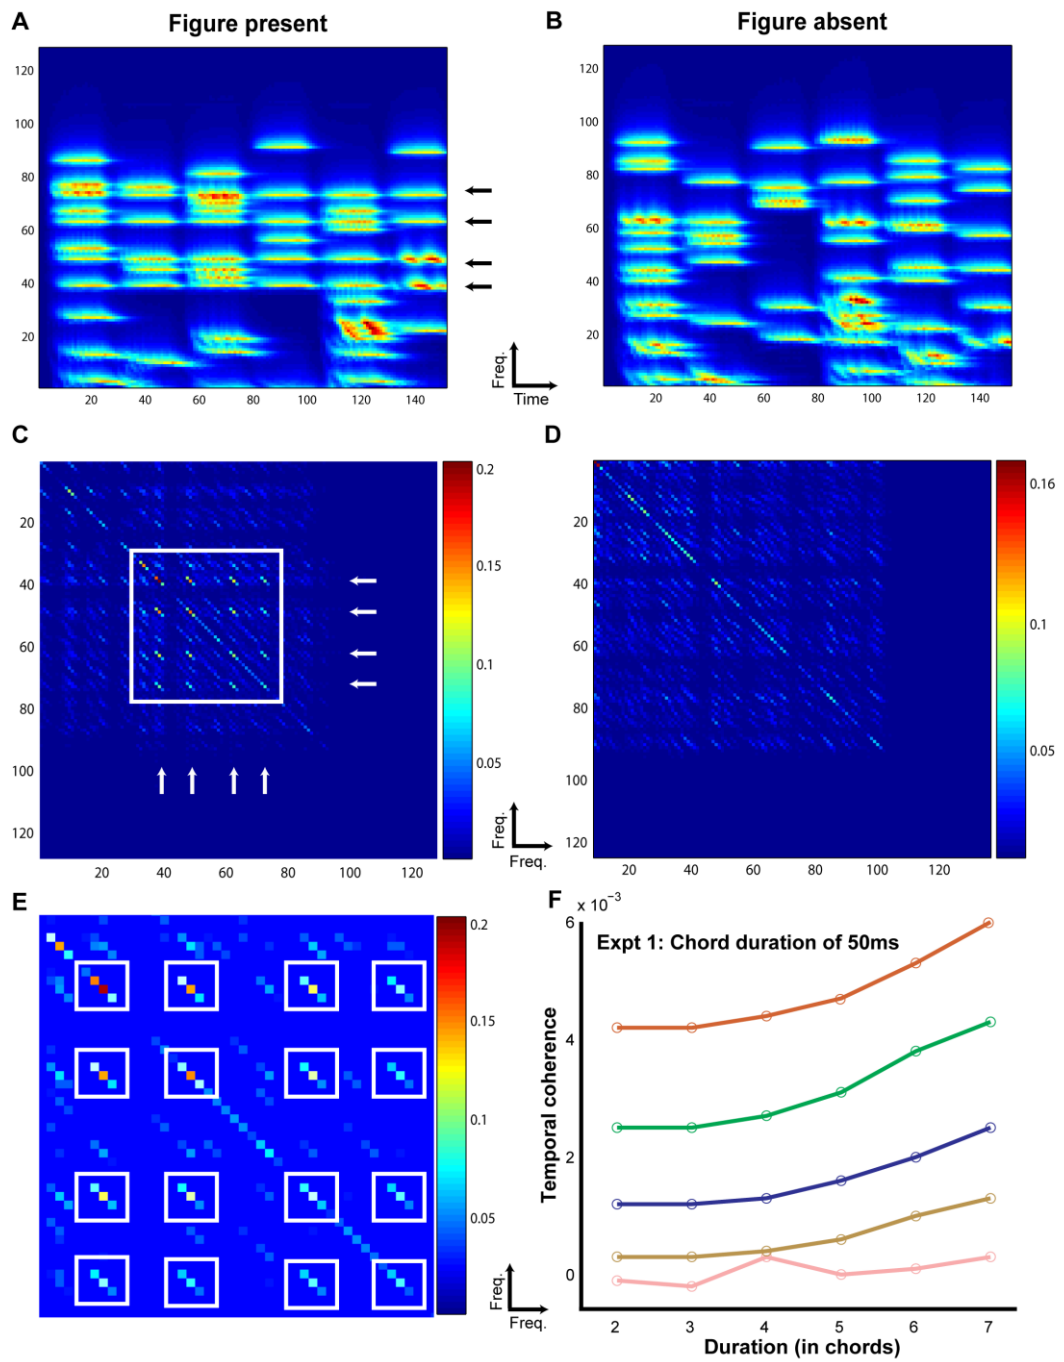 A
Figure present
120
100
80
60
40
20
20 40 60 80 100 120 140
Freq.
Time
B
Figure absent
120
100
80
60
40
20
20 40 60 80 100 120 140
C
20
40
60
80
100
120
20 40 60 80 100 120
0.2
0.15
0.1
0.05
Freq.
Freq.
D
20
40
60
80
100
120
20 40 60 80 100 120
0.16
0.1
0.05
E
0.2
0.15
0.1
0.05
Freq.
Freq.
F
x 10⁻³
Expt 1: Chord duration of 50ms
Temporal coherence
6
4
2
0
2 3 4 5 6 7
Duration (in chords)